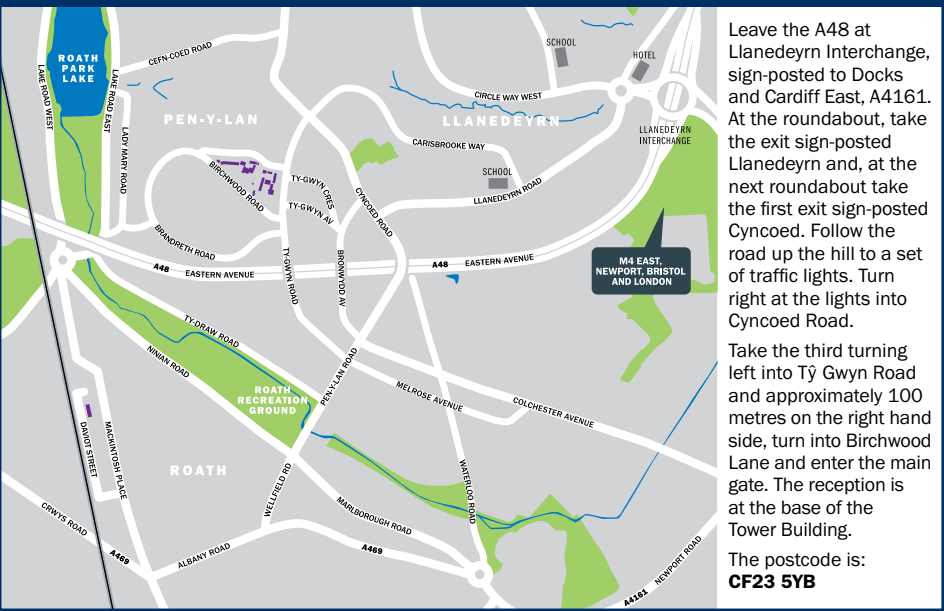 ROATH
PARK
LAKE
CEFN-COED ROAD
LAKE ROAD WEST
LAKE ROAD EAST
LADY MARY ROAD
PEN-Y-LAN
SCHOOL
HOTEL
CIRCLE WAY WEST
LLANEDEYRN
CARISBROOKE WAY
LLANEDEYRN
INTERCHANGE
SCHOOL
LLANEDEYRN ROAD
BIRCHWOOD ROAD
TY-GWYN CRES
TY-GWYN AV
CYNCOED ROAD
BRANDRETH ROAD
A48
EASTERN AVENUE
TY-GWYN ROAD
BRONWYDD AV
A48
EASTERN AVENUE
M4 EAST,
NEWPORT, BRISTOL
AND LONDON
TY-DRAW ROAD
NINIAN ROAD
ROATH
RECREATION
GROUND
PEN-Y-LAN ROAD
MELROSE AVENUE
COLCHESTER AVENUE
DAVIOT STREET
MACKINTOSH PLACE
ROATH
WELLFIELD RD
WATERLOO ROAD
MARLBOROUGH ROAD
CRWYS ROAD
A469
ALBANY ROAD
A469
A4161
NEWPORT ROAD
Leave the A48 at
Llanedeyrn Interchange,
sign-posted to Docks
and Cardiff East, A4161.
At the roundabout, take
the exit sign-posted
Llanedeyrn and, at the
next roundabout take
the first exit sign-posted
Cyncoed. Follow the
road up the hill to a set
of traffic lights. Turn
right at the lights into
Cyncoed Road.
Take the third turning
left into Tŷ Gwyn Road
and approximately 100
metres on the right hand
side, turn into Birchwood
Lane and enter the main
gate. The reception is
at the base of the
Tower Building.
The postcode is:
CF23 5YB